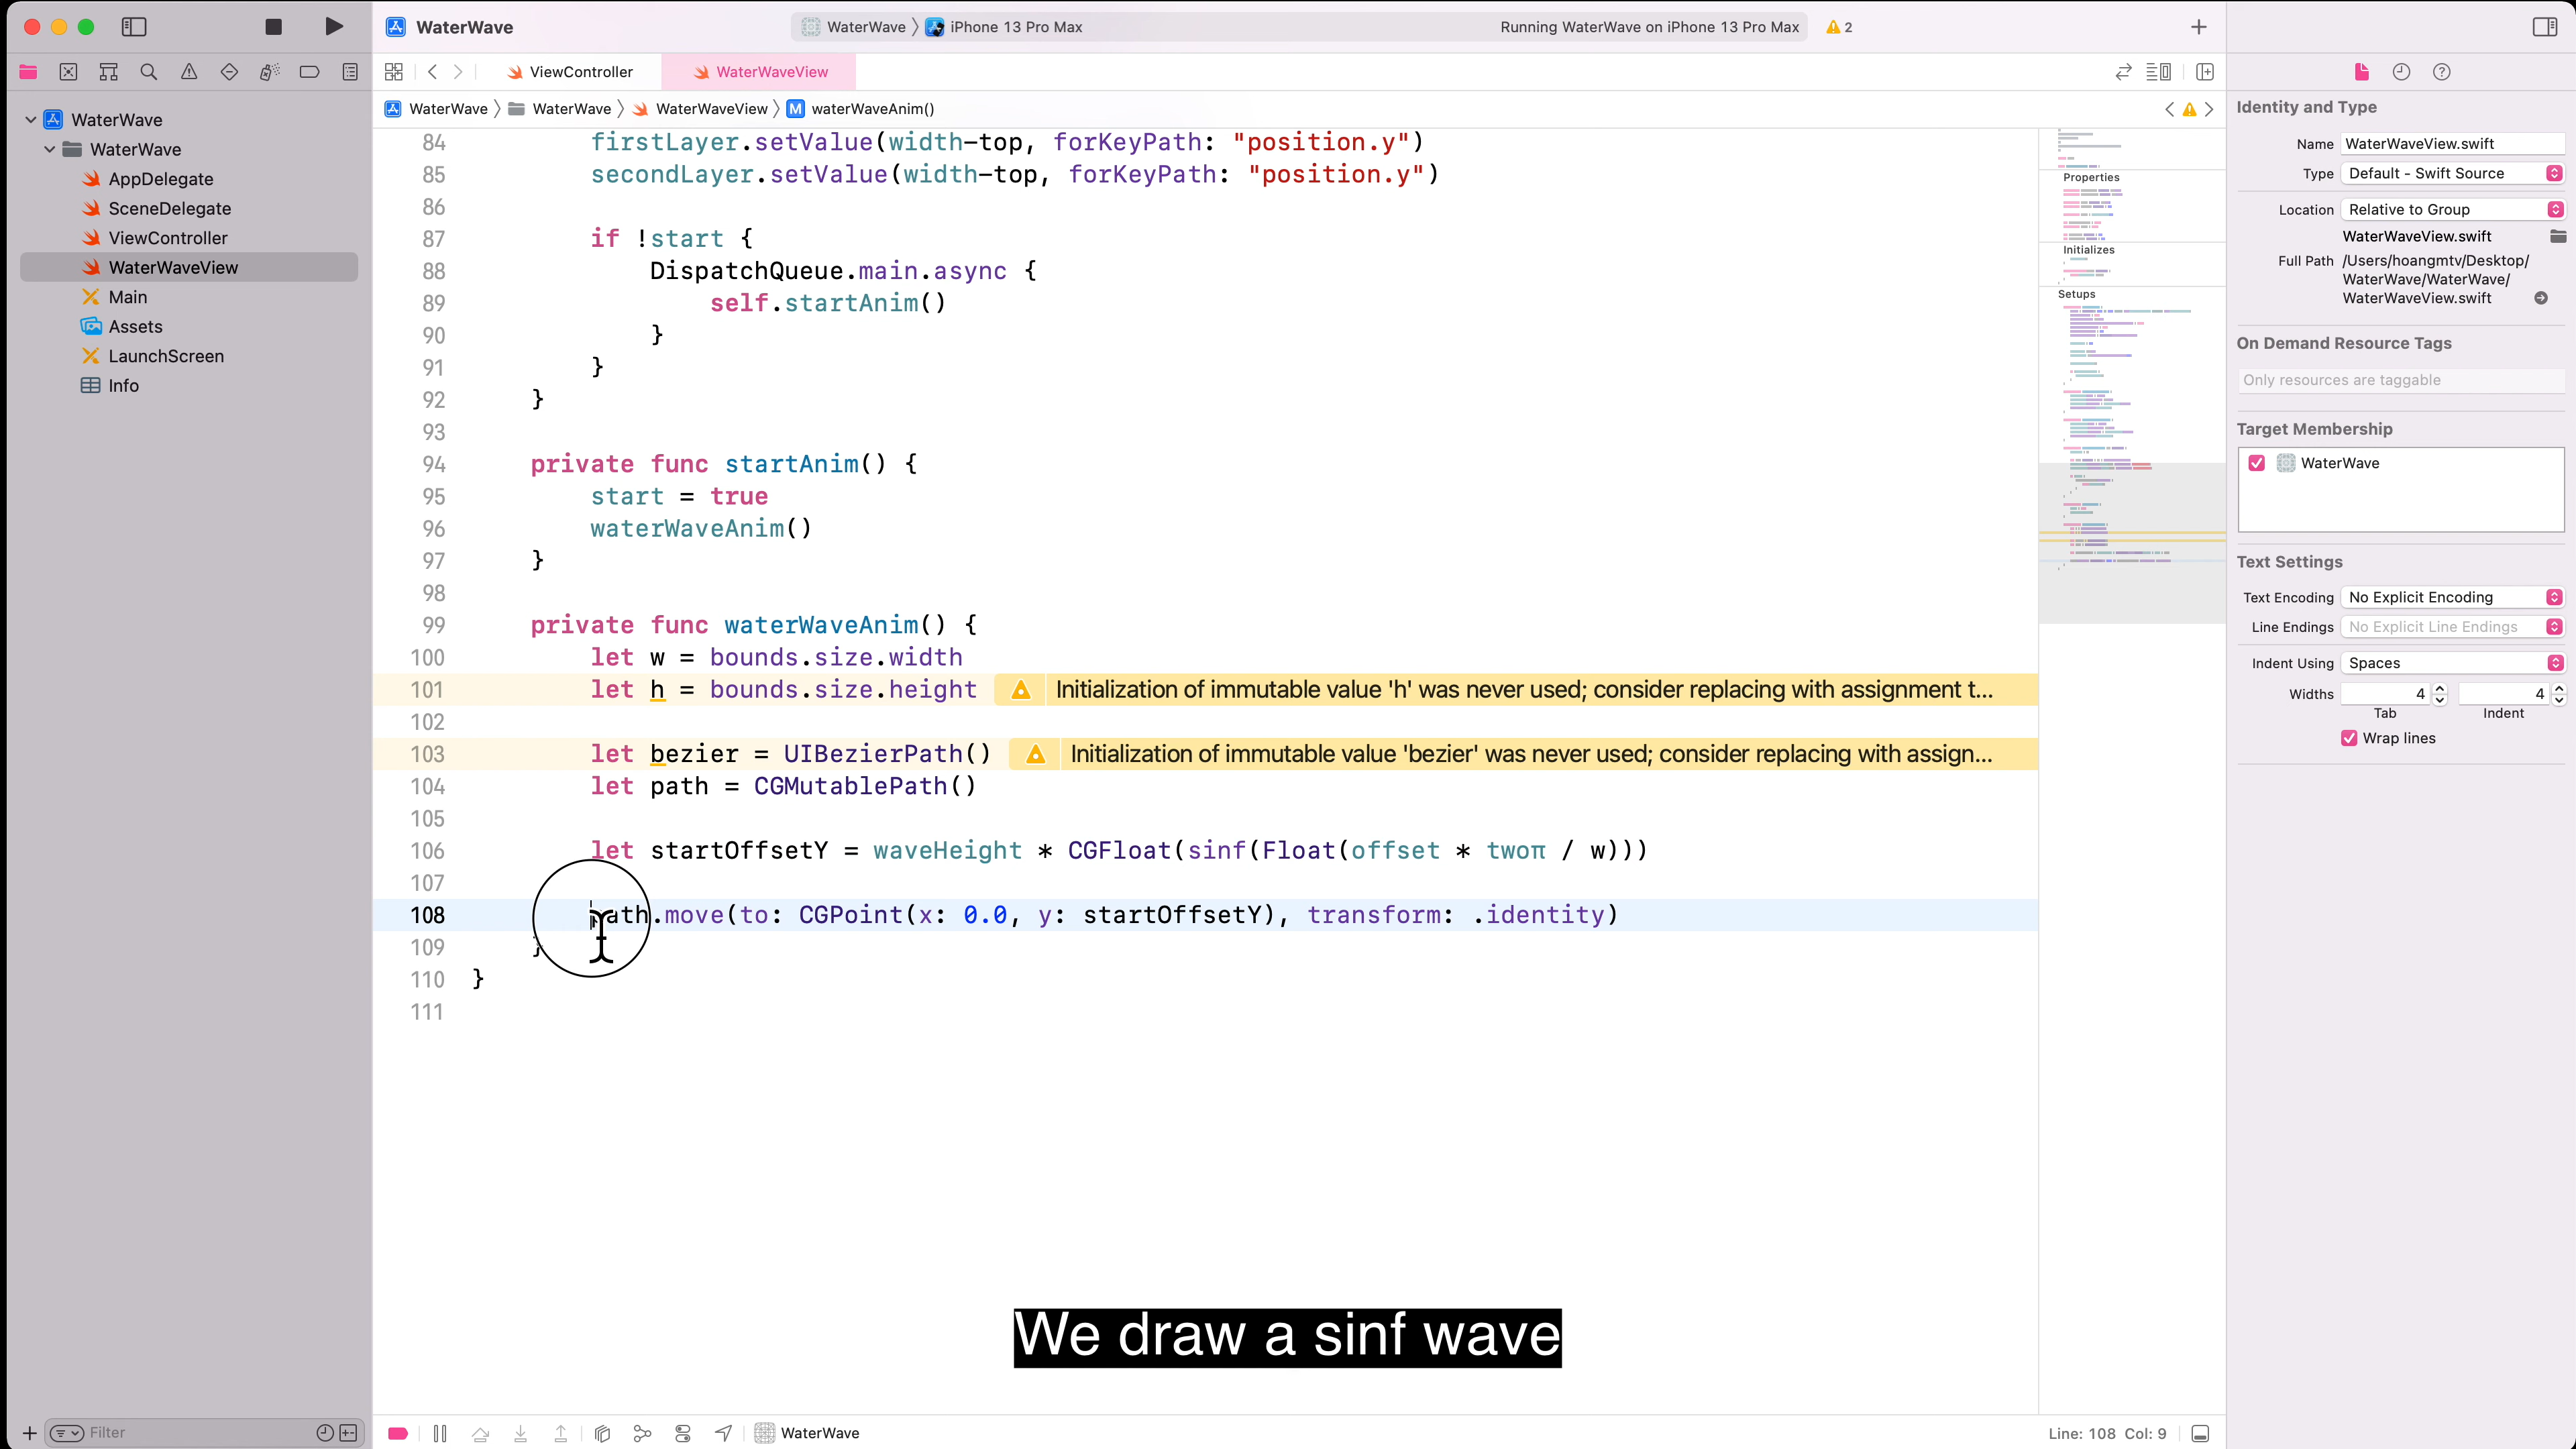 WaterWave
WaterWave
iPhone 13 Pro Max
Running WaterWave on iPhone 13 Pro Max
2
ViewController
WaterWaveView
WaterWave
WaterWave
WaterWaveView
M
waterWaveAnim()
WaterWave
WaterWave
AppDelegate
SceneDelegate
ViewController
WaterWaveView
Main
Assets
LaunchScreen
Info
Filter
84 firstLayer.setValue(width-top, forKeyPath: "position.y")
85 secondLayer.setValue(width-top, forKeyPath: "position.y")
86
87 if !start {
88 DispatchQueue.main.async {
89 self.startAnim()
90 }
91 }
92 }
93
94 private func startAnim() {
95 start = true
96 waterWaveAnim()
97 }
98
99 private func waterWaveAnim() {
100 let w = bounds.size.width
101 let h = bounds.size.height Initialization of immutable value 'h' was never used; consider replacing with assignment t...
102
103 let bezier = UIBezierPath() Initialization of immutable value 'bezier' was never used; consider replacing with assign...
104 let path = CGMutablePath()
105
106 let startOffsetY = waveHeight * CGFloat(sinf(Float(offset * twoπ / w)))
107
108 path.move(to: CGPoint(x: 0.0, y: startOffsetY), transform: .identity)
109 }
110 }
111
We draw a sinf wave
WaterWave
Line: 108 Col: 9
Properties
Initializes
Setups
Identity and Type
Name WaterWaveView.swift
Type Default - Swift Source
Location Relative to Group
WaterWaveView.swift
Full Path /Users/hoangmtv/Desktop/
WaterWave/WaterWave/
WaterWaveView.swift
On Demand Resource Tags
Only resources are taggable
Target Membership
WaterWave
Text Settings
Text Encoding No Explicit Encoding
Line Endings No Explicit Line Endings
Indent Using Spaces
Widths 4 4
Tab Indent
Wrap lines